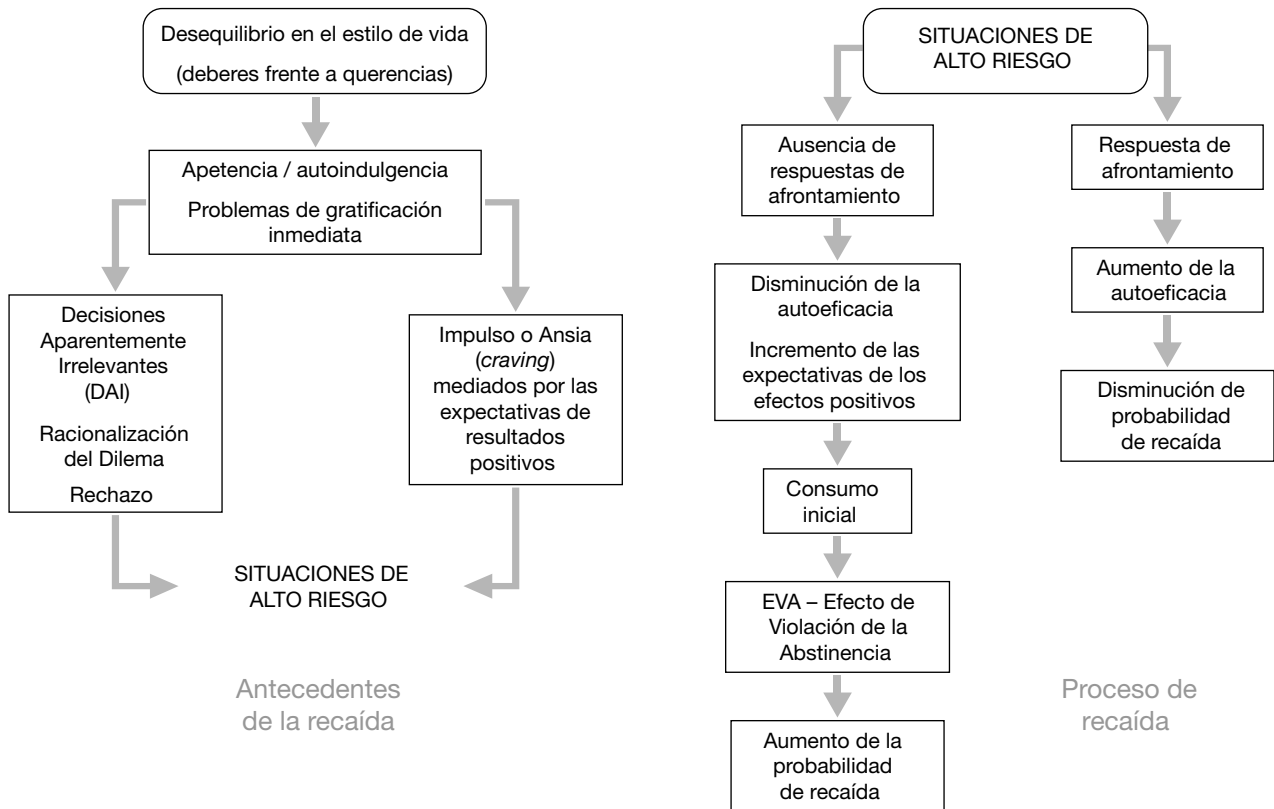 Desequilibrio en el estilo de vida
(deberes frente a querencias)
Apetencia / autoindulgencia
Problemas de gratificación
inmediata
Decisiones
Aparentemente
Irrelevantes
(DAI)
Racionalización
del Dilema
Rechazo
Impulso o Ansia
(craving)
mediados por las
expectativas de
resultados
positivos
SITUACIONES DE
ALTO RIESGO
Antecedentes
de la recaída
SITUACIONES DE
ALTO RIESGO
Ausencia de
respuestas de
afrontamiento
Disminución de la
autoeficacia
Incremento de las
expectativas de los
efectos positivos
Consumo
inicial
EVA – Efecto de
Violación de la
Abstinencia
Aumento de la
probabilidad
de recaída
Respuesta de
afrontamiento
Aumento de la
autoeficacia
Disminución de
probabilidad
de recaída
Proceso de
recaída